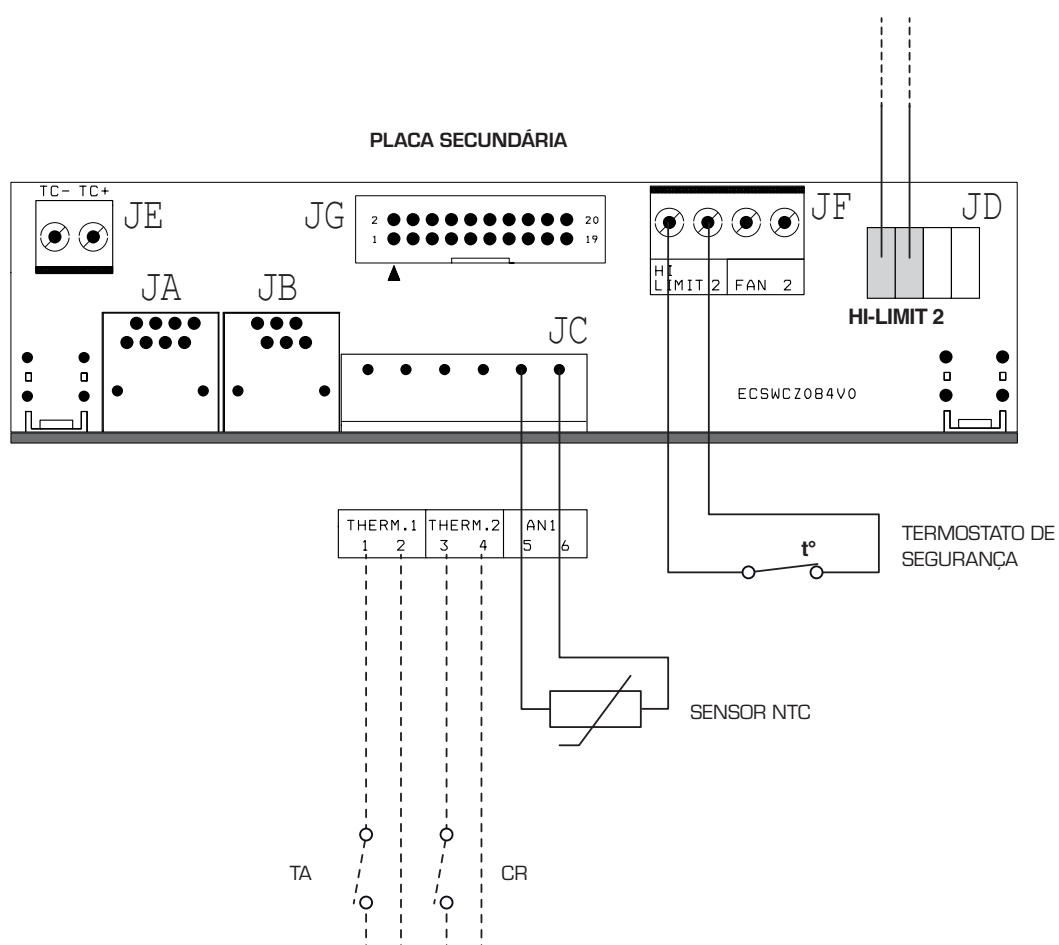 PLACA SECUNDÁRIA
TC- TC+
JE
JG
2
20
1
19
JF
JD
HI
LIMIT 2
FAN 2
HI-LIMIT 2
JA
JB
JC
ECSWCZ084V0
THERM.1
THERM.2
AN1
1 2 3 4 5 6
t°
TERMOSTATO DE
SEGURANÇA
SENSOR NTC
TA
CR